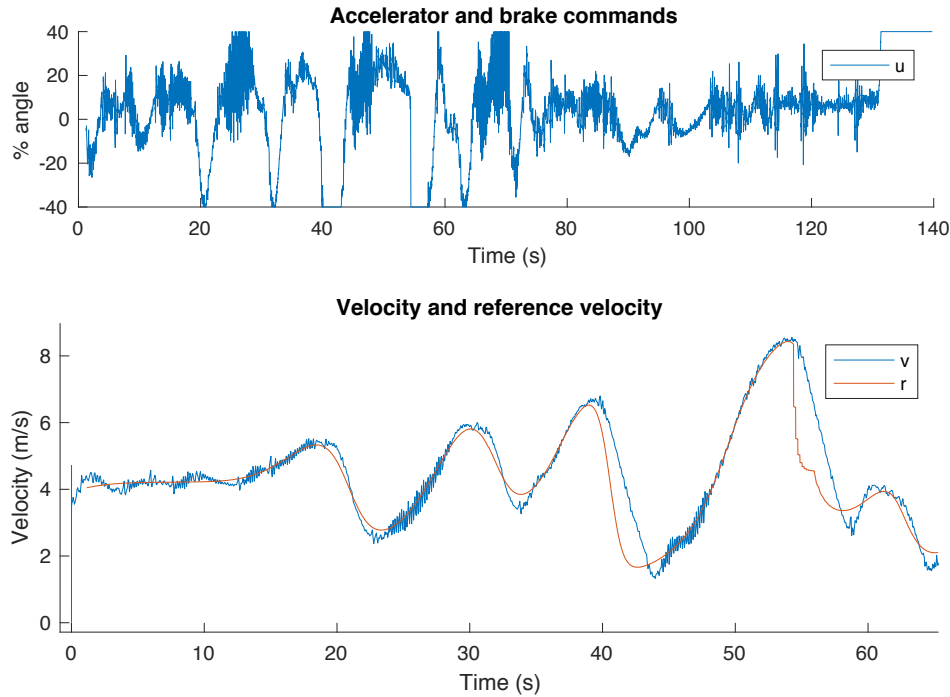 Accelerator and brake commands
40
20
0
-20
-40
% angle
u
0 20 40 60 80 100 120 140
Time (s)
Velocity and reference velocity
8
6
4
2
0
Velocity (m/s)
v
r
0 10 20 30 40 50 60
Time (s)